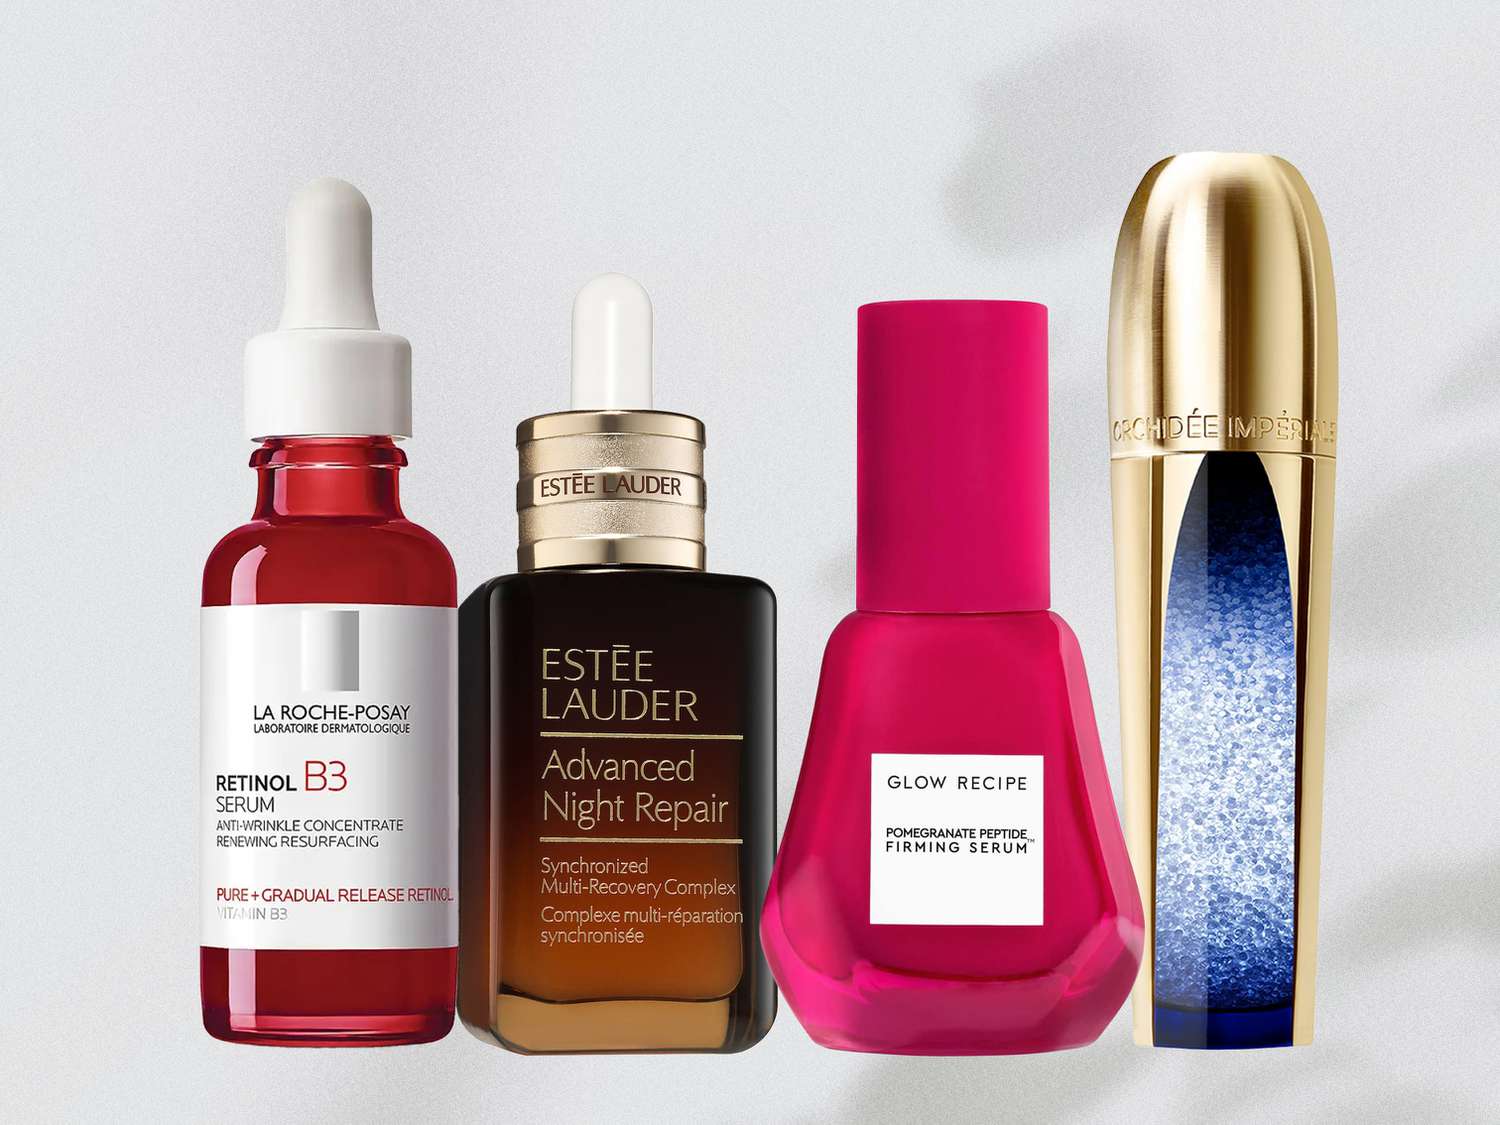 LA ROCHE-POSAY
LABORATOIRE DERMATOLOGIQUE
RETINOL B3
SERUM
ANTI-WRINKLE CONCENTRATE
RENEWING RESURFACING
PURE + GRADUAL RELEASE RETINOL
VITAMIN B3
ESTĒE LAUDER
ESTĒE
LAUDER
Advanced
Night Repair
Synchronized
Multi-Recovery Complex
Complexe multi-réparation
synchronisée
GLOW RECIPE
POMEGRANATE PEPTIDE
FIRMING SERUM™
ORCHIDÉE IMPÉRIALE